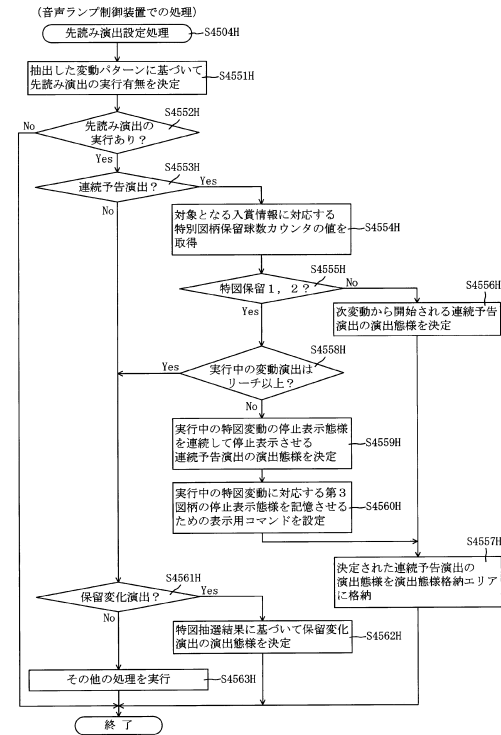 (音声ランプ制御装置での処理)
先読み演出設定処理
S4504H
抽出した変動パターンに基づいて
先読み演出の実行有無を決定
S4551H
S4552H
先読み演出の
実行あり?
No
Yes
S4553H
連続予告演出?
Yes
No
対象となる入賞情報に対応する
特別図柄保留球数カウンタの値を
取得
S4554H
S4555H
特図保留1,2?
No
Yes
S4556H
次変動から開始される連続予告
演出の演出態様を決定
S4558H
実行中の変動演出は
リーチ以上?
Yes
No
実行中の特図変動の停止表示態様
を連続して停止表示させる
連続予告演出の演出態様を決定
S4559H
実行中の特図変動に対応する第3
図柄の停止表示態様を記憶させる
ための表示用コマンドを設定
S4560H
S4557H
決定された連続予告演出の
演出態様を演出態様格納エリア
に格納
S4561H
保留変化演出?
Yes
No
特図抽選結果に基づいて保留変化
演出の演出態様を決定
S4562H
その他の処理を実行
S4563H
終了